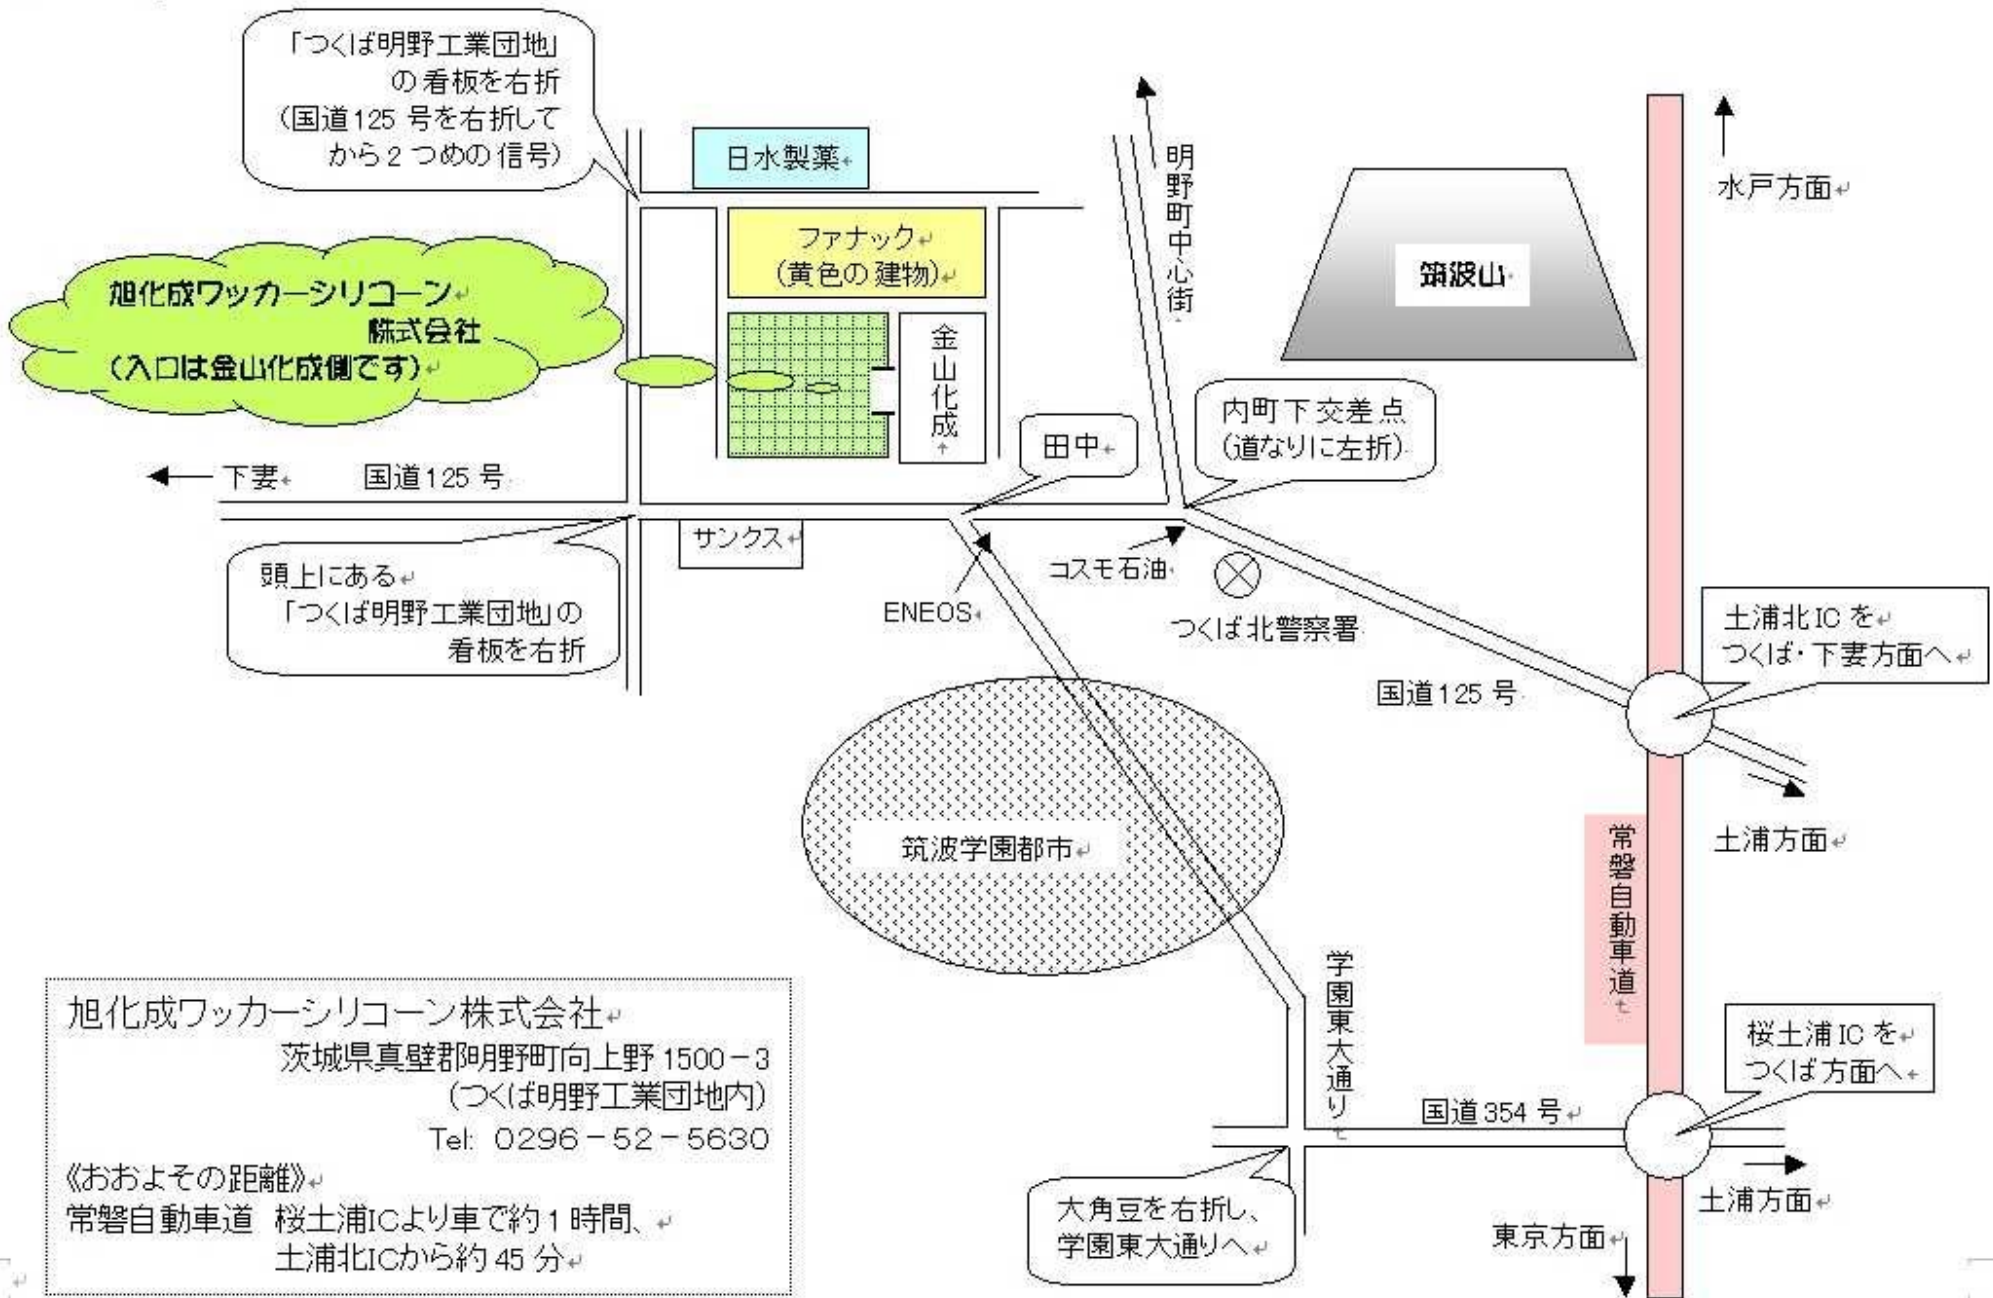 「つくば明野工業団地」
の看板を右折
(国道125号を右折して
から2つめの信号)
日水製薬
ファナック
(黄色の建物)
金山化成
旭化成ワッカーシリコーン
株式会社
(入口は金山化成側です)
明野町中心街
筑波山
水戸方面
下妻
国道125号
田中
内町下交差点
(道なりに左折)
サンクス
ENEOS
コスモ石油
つくば北警察署
頭上にある
「つくば明野工業団地」の
看板を右折
国道125号
土浦北ICを
つくば・下妻方面へ
土浦方面
筑波学園都市
常磐自動車道
学園東大通り
桜土浦ICを
つくば方面へ
国道354号
土浦方面
大角豆を右折し、
学園東大通りへ
東京方面
旭化成ワッカーシリコーン株式会社
茨城県真壁郡明野町向上野1500-3
(つくば明野工業団地内)
Tel: 0296-52-5630
《おおよその距離》
常磐自動車道 桜土浦ICより車で約1時間、
土浦北ICから約45分